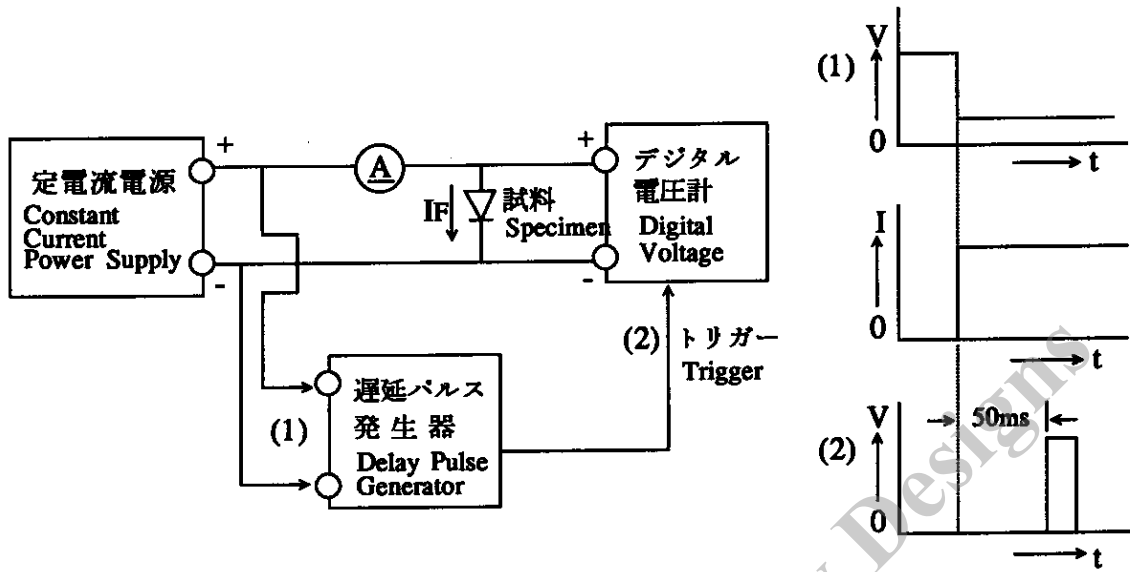 定電流電源
Constant
Current
Power Supply
+
-
A
IF
試料
Specimen
+
-
デジタル
電圧計
Digital
Voltage
(1)
遅延パルス
発生器
Delay Pulse
Generator
(2)
トリガー
Trigger
(1)
V
0
t
I
0
t
(2)
V
0
50ms
t
Designs